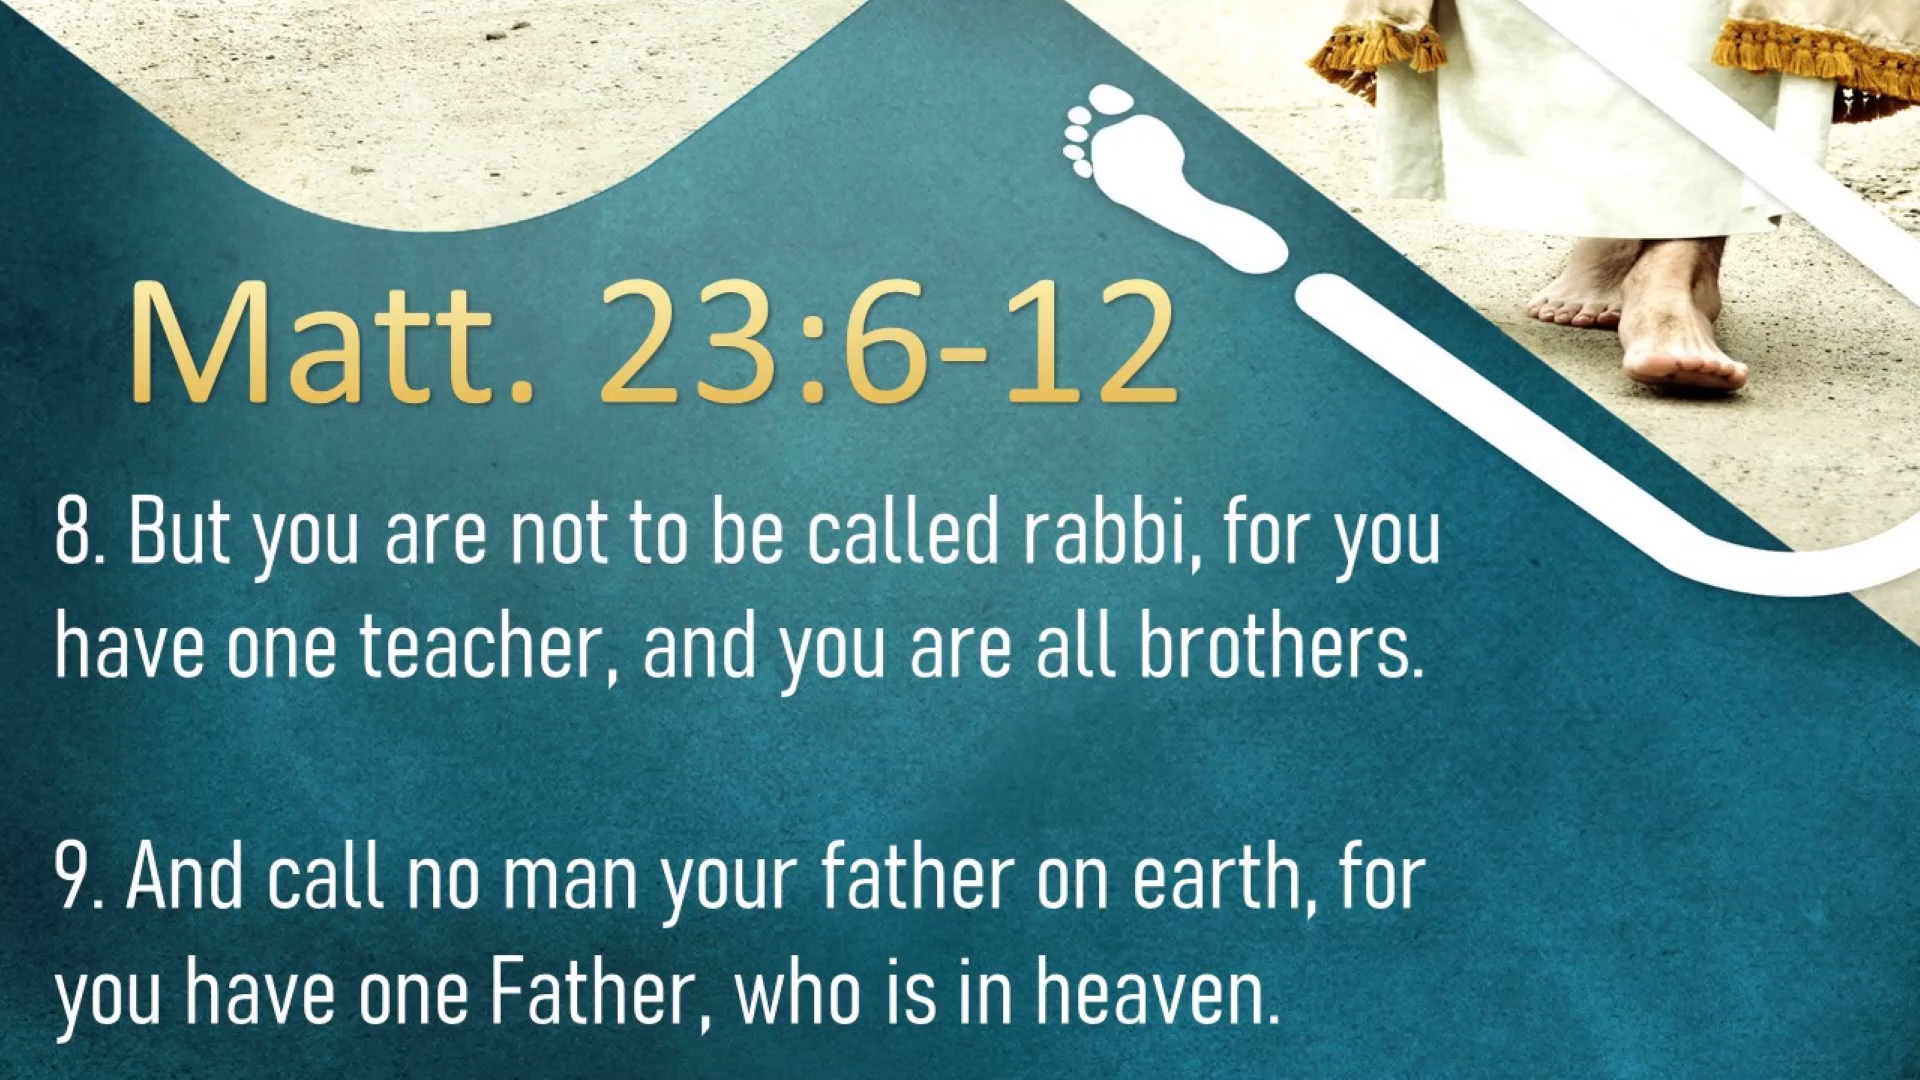 Matt. 23:6-12
8. But you are not to be called rabbi, for you
have one teacher, and you are all brothers.
9. And call no man your father on earth, for
you have one Father, who is in heaven.